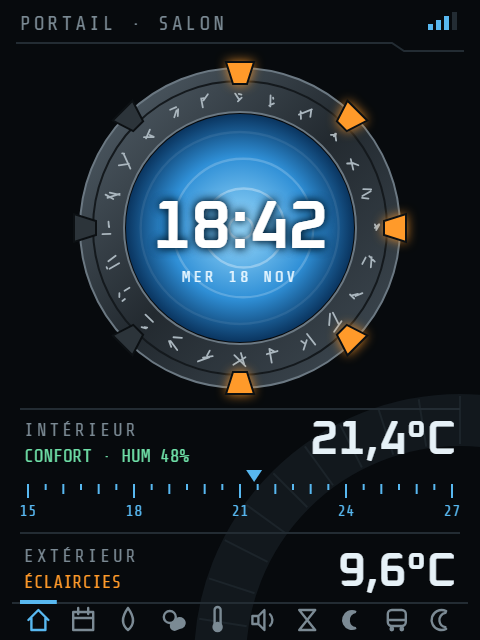 PORTAIL · SALON
18:42
MER 18 NOV
INTÉRIEUR
21,4°C
CONFORT · HUM 48%
15 18 21 24 27
EXTÉRIEUR
9,6°C
ÉCLAIRCIES